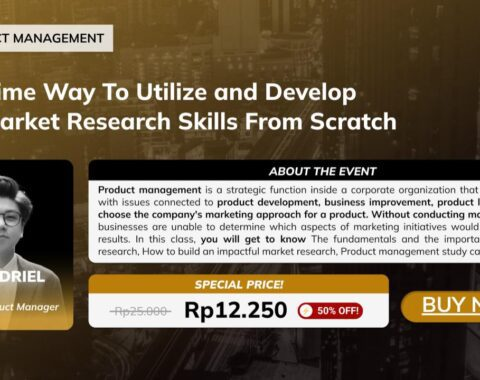 CT MANAGEMENT
ime Way To Utilize and Develop
arket Research Skills From Scratch
ABOUT THE EVENT
Product management is a strategic function inside a corporate organization that
with issues connected to product development, business improvement, product l
choose the company's marketing approach for a product. Without conducting ma
businesses are unable to determine which aspects of marketing initiatives would
results. In this class, you will get to know The fundamentals and the importa
research, How to build an impactful market research, Product management study ca
DRIEL
duct Manager
SPECIAL PRICE!
Rp25.000 Rp12.250 50% OFF!
BUY N